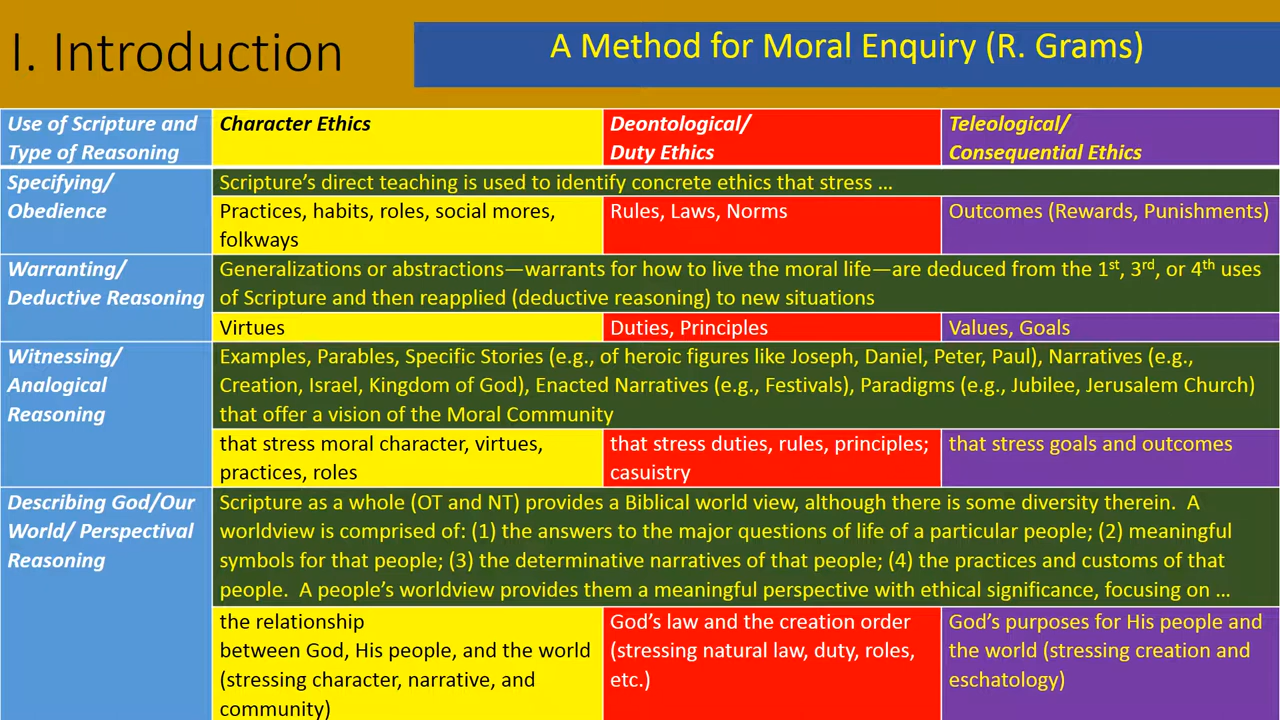 I. Introduction
A Method for Moral Enquiry (R. Grams)
Use of Scripture and
Type of Reasoning
Character Ethics
Deontological/
Duty Ethics
Teleological/
Consequential Ethics
Specifying/
Obedience
Scripture’s direct teaching is used to identify concrete ethics that stress …
Practices, habits, roles, social mores,
folkways
Rules, Laws, Norms
Outcomes (Rewards, Punishments)
Warranting/
Deductive Reasoning
Generalizations or abstractions—warrants for how to live the moral life—are deduced from the 1st, 3rd, or 4th uses
of Scripture and then reapplied (deductive reasoning) to new situations
Virtues
Duties, Principles
Values, Goals
Witnessing/
Analogical
Reasoning
Examples, Parables, Specific Stories (e.g., of heroic figures like Joseph, Daniel, Peter, Paul), Narratives (e.g.,
Creation, Israel, Kingdom of God), Enacted Narratives (e.g., Festivals), Paradigms (e.g., Jubilee, Jerusalem Church)
that offer a vision of the Moral Community
that stress moral character, virtues,
practices, roles
that stress duties, rules, principles;
casuistry
that stress goals and outcomes
Describing God/Our
World/ Perspectival
Reasoning
Scripture as a whole (OT and NT) provides a Biblical world view, although there is some diversity therein.  A
worldview is comprised of: (1) the answers to the major questions of life of a particular people; (2) meaningful
symbols for that people; (3) the determinative narratives of that people; (4) the practices and customs of that
people.  A people’s worldview provides them a meaningful perspective with ethical significance, focusing on …
the relationship
between God, His people, and the world
(stressing character, narrative, and
community)
God’s law and the creation order
(stressing natural law, duty, roles,
etc.)
God’s purposes for His people and
the world (stressing creation and
eschatology)